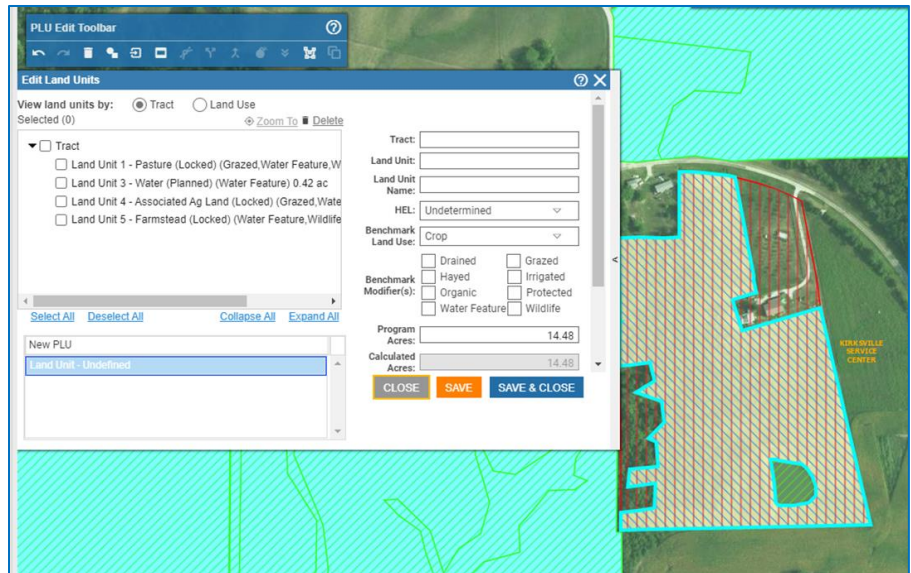 PLU Edit Toolbar
Edit Land Units
View land units by: Tract Land Use
Selected (0) Zoom To Delete
Tract
Land Unit 1 - Pasture (Locked) (Grazed,Water Feature,W
Land Unit 3 - Water (Planned) (Water Feature) 0.42 ac
Land Unit 4 - Associated Ag Land (Locked) (Grazed,Wate
Land Unit 5 - Farmstead (Locked) (Water Feature,Wildlife
Select All Deselect All Collapse All Expand All
New PLU
Land Unit - Undefined
Tract:
Land Unit:
Land Unit
Name:
HEL: Undetermined
Benchmark
Land Use: Crop
Benchmark
Modifier(s):
Drained Grazed
Hayed Irrigated
Organic Protected
Water Feature Wildlife
Program
Acres: 14.48
Calculated
Acres: 14.48
CLOSE SAVE SAVE & CLOSE
<
KIRKSVILLE
SERVICE
CENTER